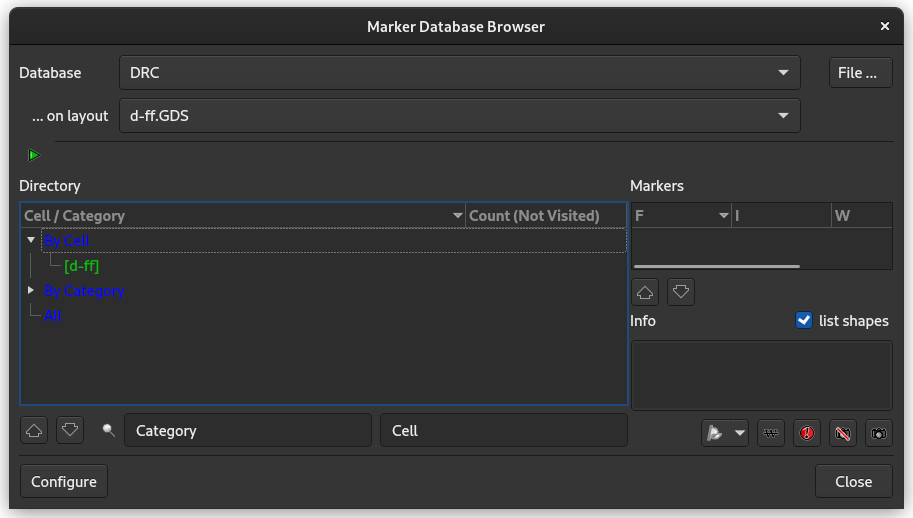 Marker Database Browser
Database
DRC
File ...
... on layout
d-ff.GDS
Directory
Markers
Cell / Category
Count (Not Visited)
F
I
W
By Cell
[d-ff]
By Category
All
Info
list shapes
Category
Cell
Configure
Close